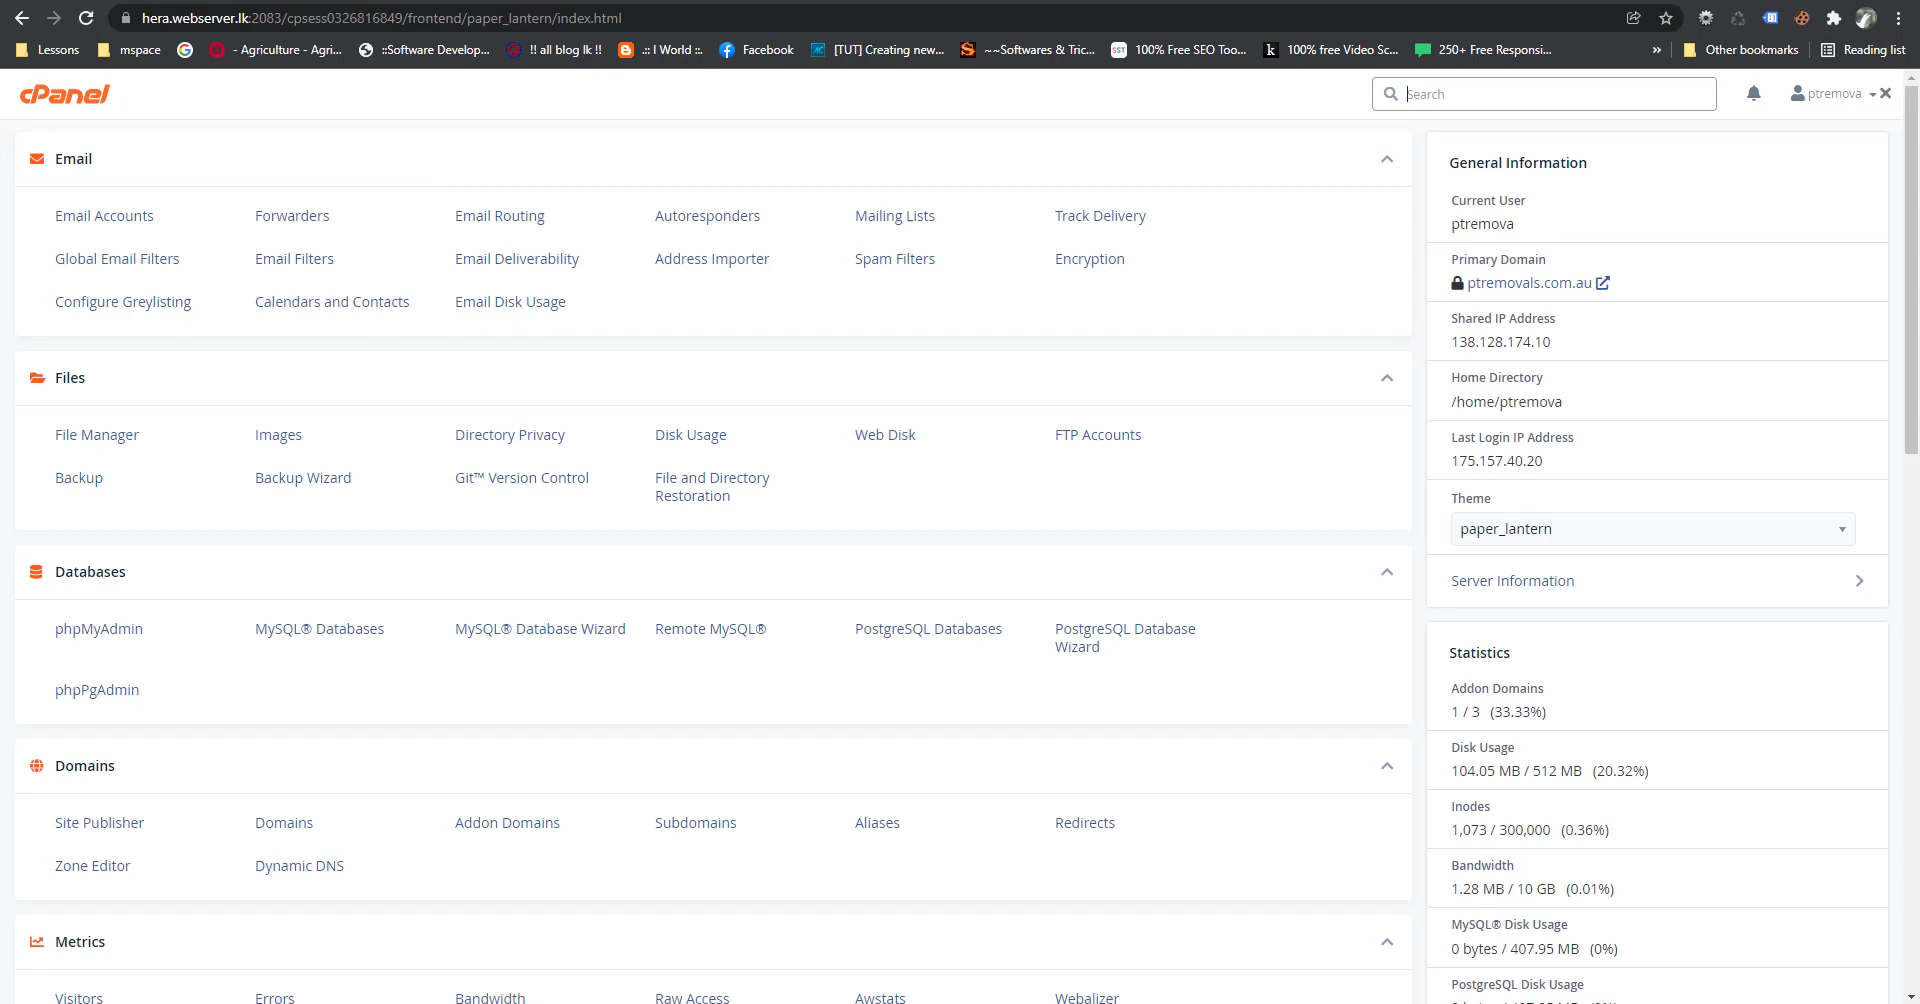 hera.webserver.lk:2083/cpsess0326816849/frontend/paper_lantern/index.html
Lessons mspace - Agriculture - Agri... ::Software Develop... !! all blog lk !! .:: I World :: Facebook [TUT] Creating new... ~~Softwares & Tric... 100% Free SEO Too... 100% free Video Sc... 250+ Free Responsi... » Other bookmarks Reading list
cPanel Search ptremova
Email
Email Accounts Forwarders Email Routing Autoresponders Mailing Lists Track Delivery
Global Email Filters Email Filters Email Deliverability Address Importer Spam Filters Encryption
Configure Greylisting Calendars and Contacts Email Disk Usage
Files
File Manager Images Directory Privacy Disk Usage Web Disk FTP Accounts
Backup Backup Wizard Git™ Version Control File and Directory
Restoration
Databases
phpMyAdmin MySQL® Databases MySQL® Database Wizard Remote MySQL® PostgreSQL Databases PostgreSQL Database
Wizard
phpPgAdmin
Domains
Site Publisher Domains Addon Domains Subdomains Aliases Redirects
Zone Editor Dynamic DNS
Metrics
Visitors Errors Bandwidth Raw Access Awstats Webalizer
General Information
Current User
ptremova
Primary Domain
ptremovals.com.au
Shared IP Address
138.128.174.10
Home Directory
/home/ptremova
Last Login IP Address
175.157.40.20
Theme
paper_lantern
Server Information
Statistics
Addon Domains
1 / 3 (33.33%)
Disk Usage
104.05 MB / 512 MB (20.32%)
Inodes
1,073 / 300,000 (0.36%)
Bandwidth
1.28 MB / 10 GB (0.01%)
MySQL® Disk Usage
0 bytes / 407.95 MB (0%)
PostgreSQL Disk Usage